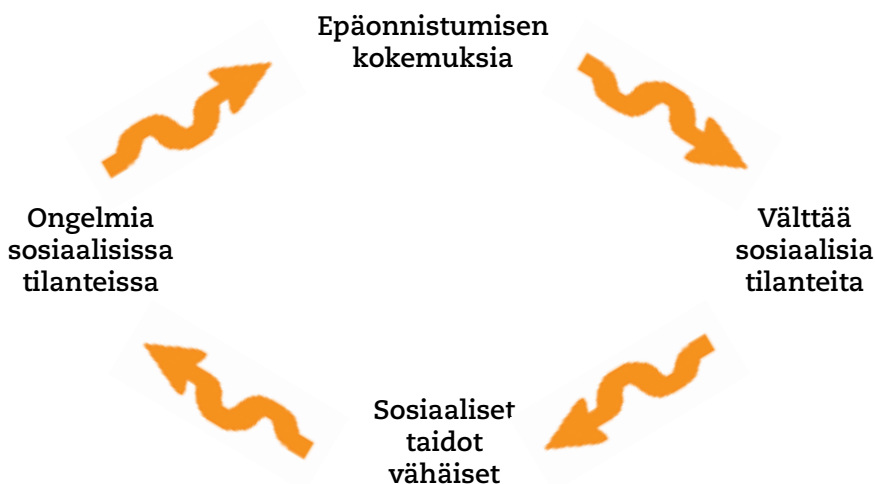 Epäonnistumisen
kokemuksia
Ongelmia
sosiaalisissa
tilanteissa
Välttää
sosiaalisia
tilanteita
Sosiaaliset
taidot
vähäiset